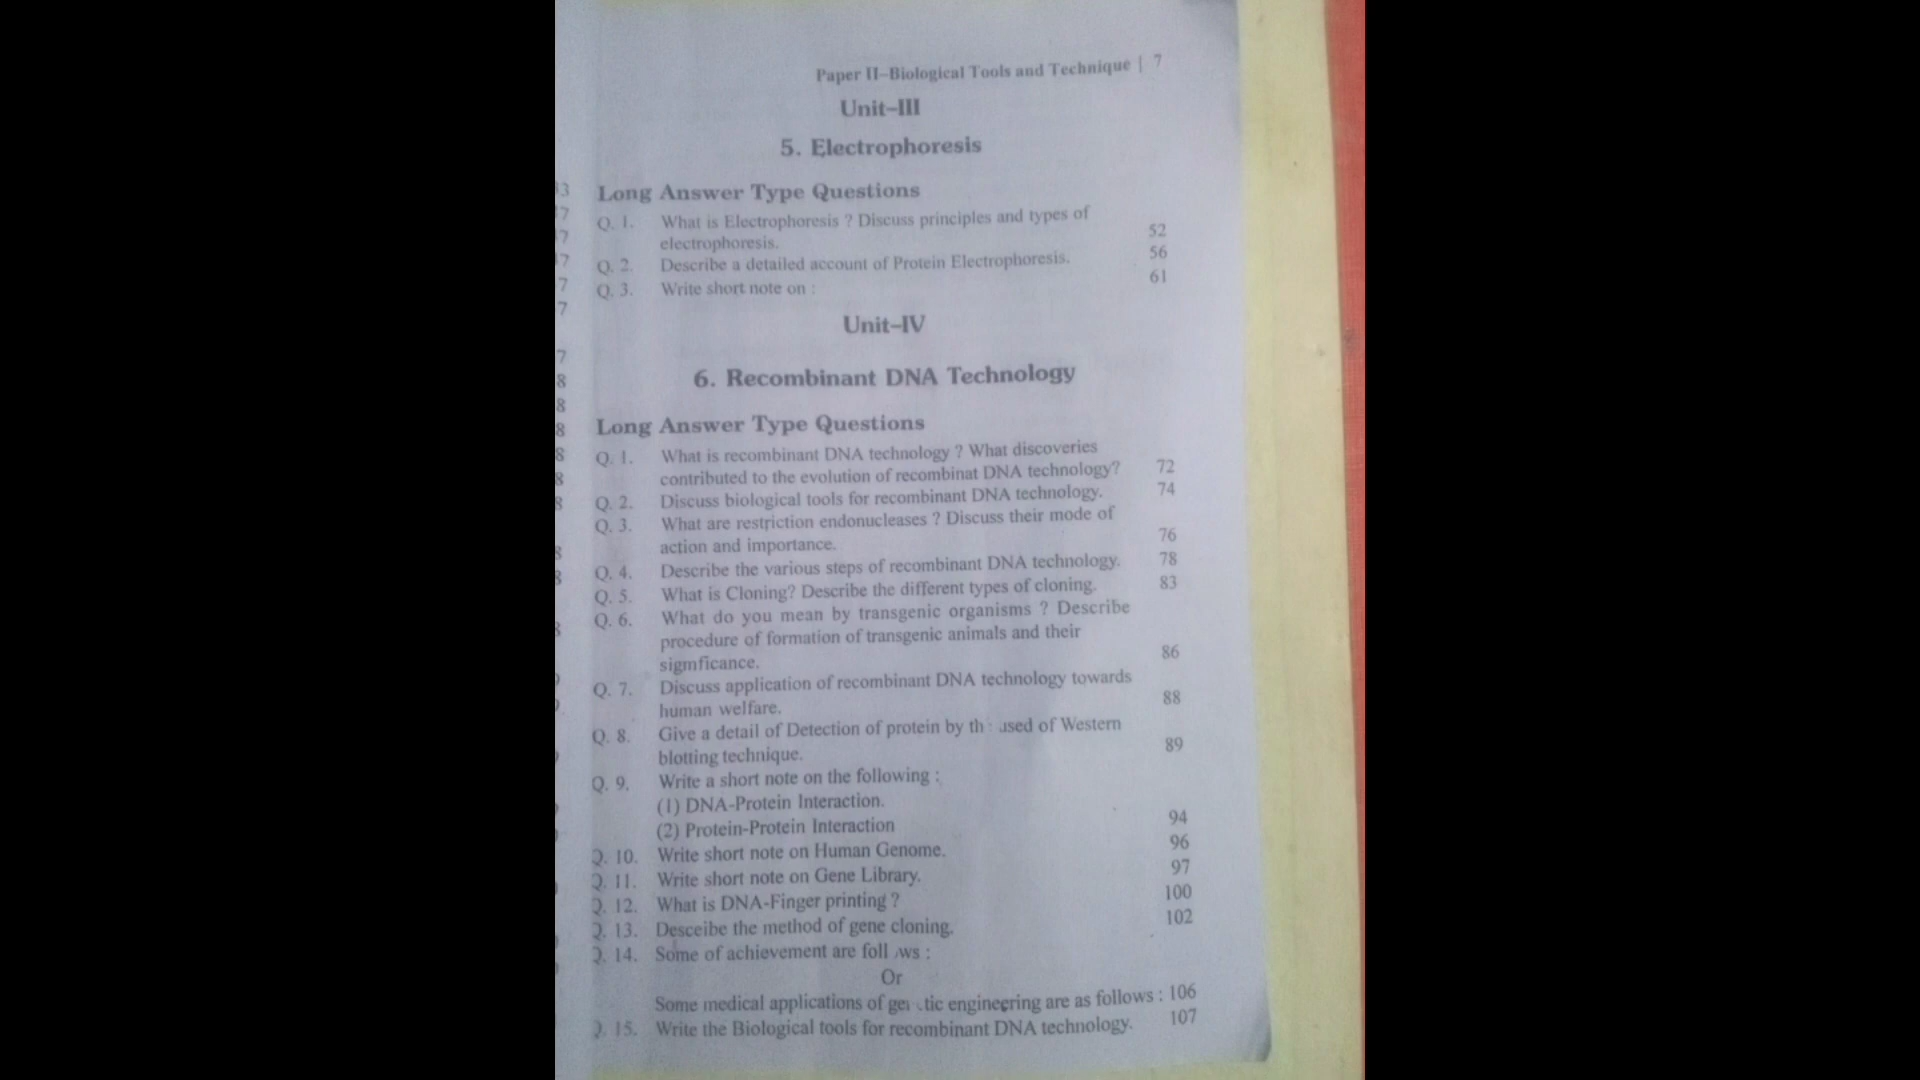 Paper II–Biological Tools and Technique | 7
Unit–III
5. Electrophoresis
Long Answer Type Questions
Q. 1. What is Electrophoresis ? Discuss principles and types of
electrophoresis. 52
Q. 2. Describe a detailed account of Protein Electrophoresis. 56
Q. 3. Write short note on : 61
Unit–IV
6. Recombinant DNA Technology
Long Answer Type Questions
Q. 1. What is recombinant DNA technology ? What discoveries
contributed to the evolution of recombinat DNA technology? 72
Q. 2. Discuss biological tools for recombinant DNA technology. 74
Q. 3. What are restriction endonucleases ? Discuss their mode of
action and importance. 76
Q. 4. Describe the various steps of recombinant DNA technology. 78
Q. 5. What is Cloning? Describe the different types of cloning. 83
Q. 6. What do you mean by transgenic organisms ? Describe
procedure of formation of transgenic animals and their
sigmficance. 86
Q. 7. Discuss application of recombinant DNA technology towards
human welfare. 88
Q. 8. Give a detail of Detection of protein by used of Western
blotting technique. 89
Q. 9. Write a short note on the following :
(1) DNA-Protein Interaction.
(2) Protein-Protein Interaction 94
Q. 10. Write short note on Human Genome. 96
Q. 11. Write short note on Gene Library. 97
Q. 12. What is DNA-Finger printing ? 100
Q. 13. Desceibe the method of gene cloning. 102
Q. 14. Some of achievement are follows :
Or
Some medical applications of genetic engineering are as follows : 106
Q. 15. Write the Biological tools for recombinant DNA technology. 107